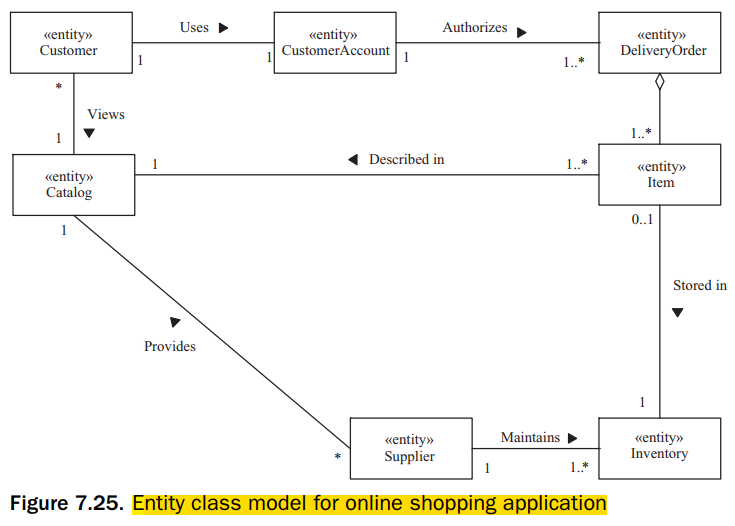 «entity»
Customer
Uses
1
1
«entity»
CustomerAccount
Authorizes
1
1..*
«entity»
DeliveryOrder
*
Views
1
1..*
«entity»
Catalog
1
Described in
1..*
«entity»
Item
1
0..1
Provides
Stored in
1
*
«entity»
Supplier
Maintains
1
1..*
«entity»
Inventory
Figure 7.25. Entity class model for online shopping application